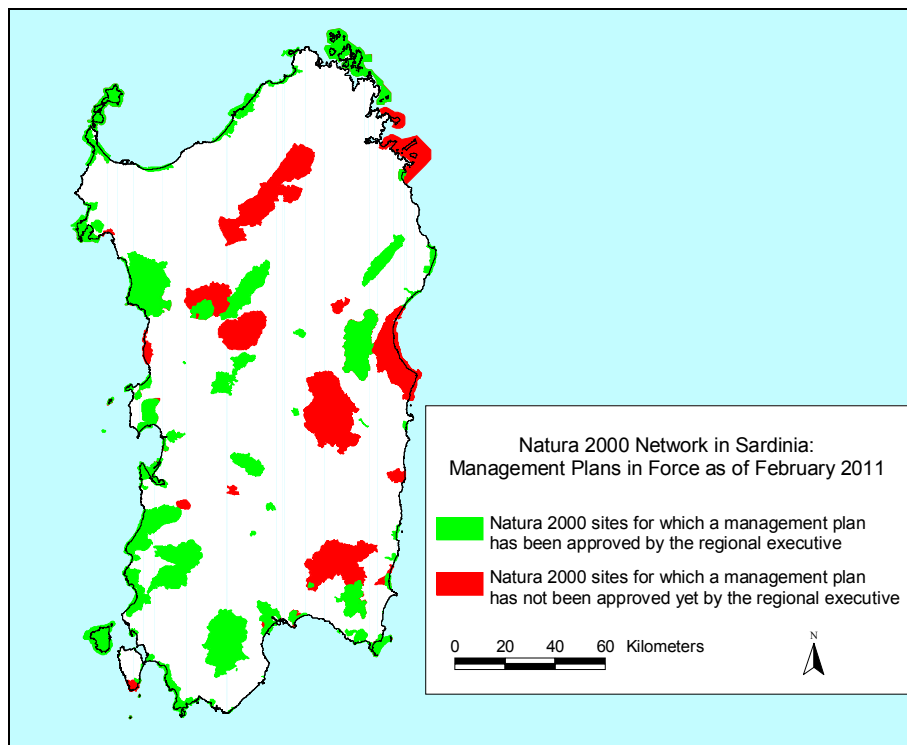 Natura 2000 Network in Sardinia:
Management Plans in Force as of February 2011
Natura 2000 sites for which a management plan
has been approved by the regional executive
Natura 2000 sites for which a management plan
has not been approved yet by the regional executive
0 20 40 60 Kilometers
N